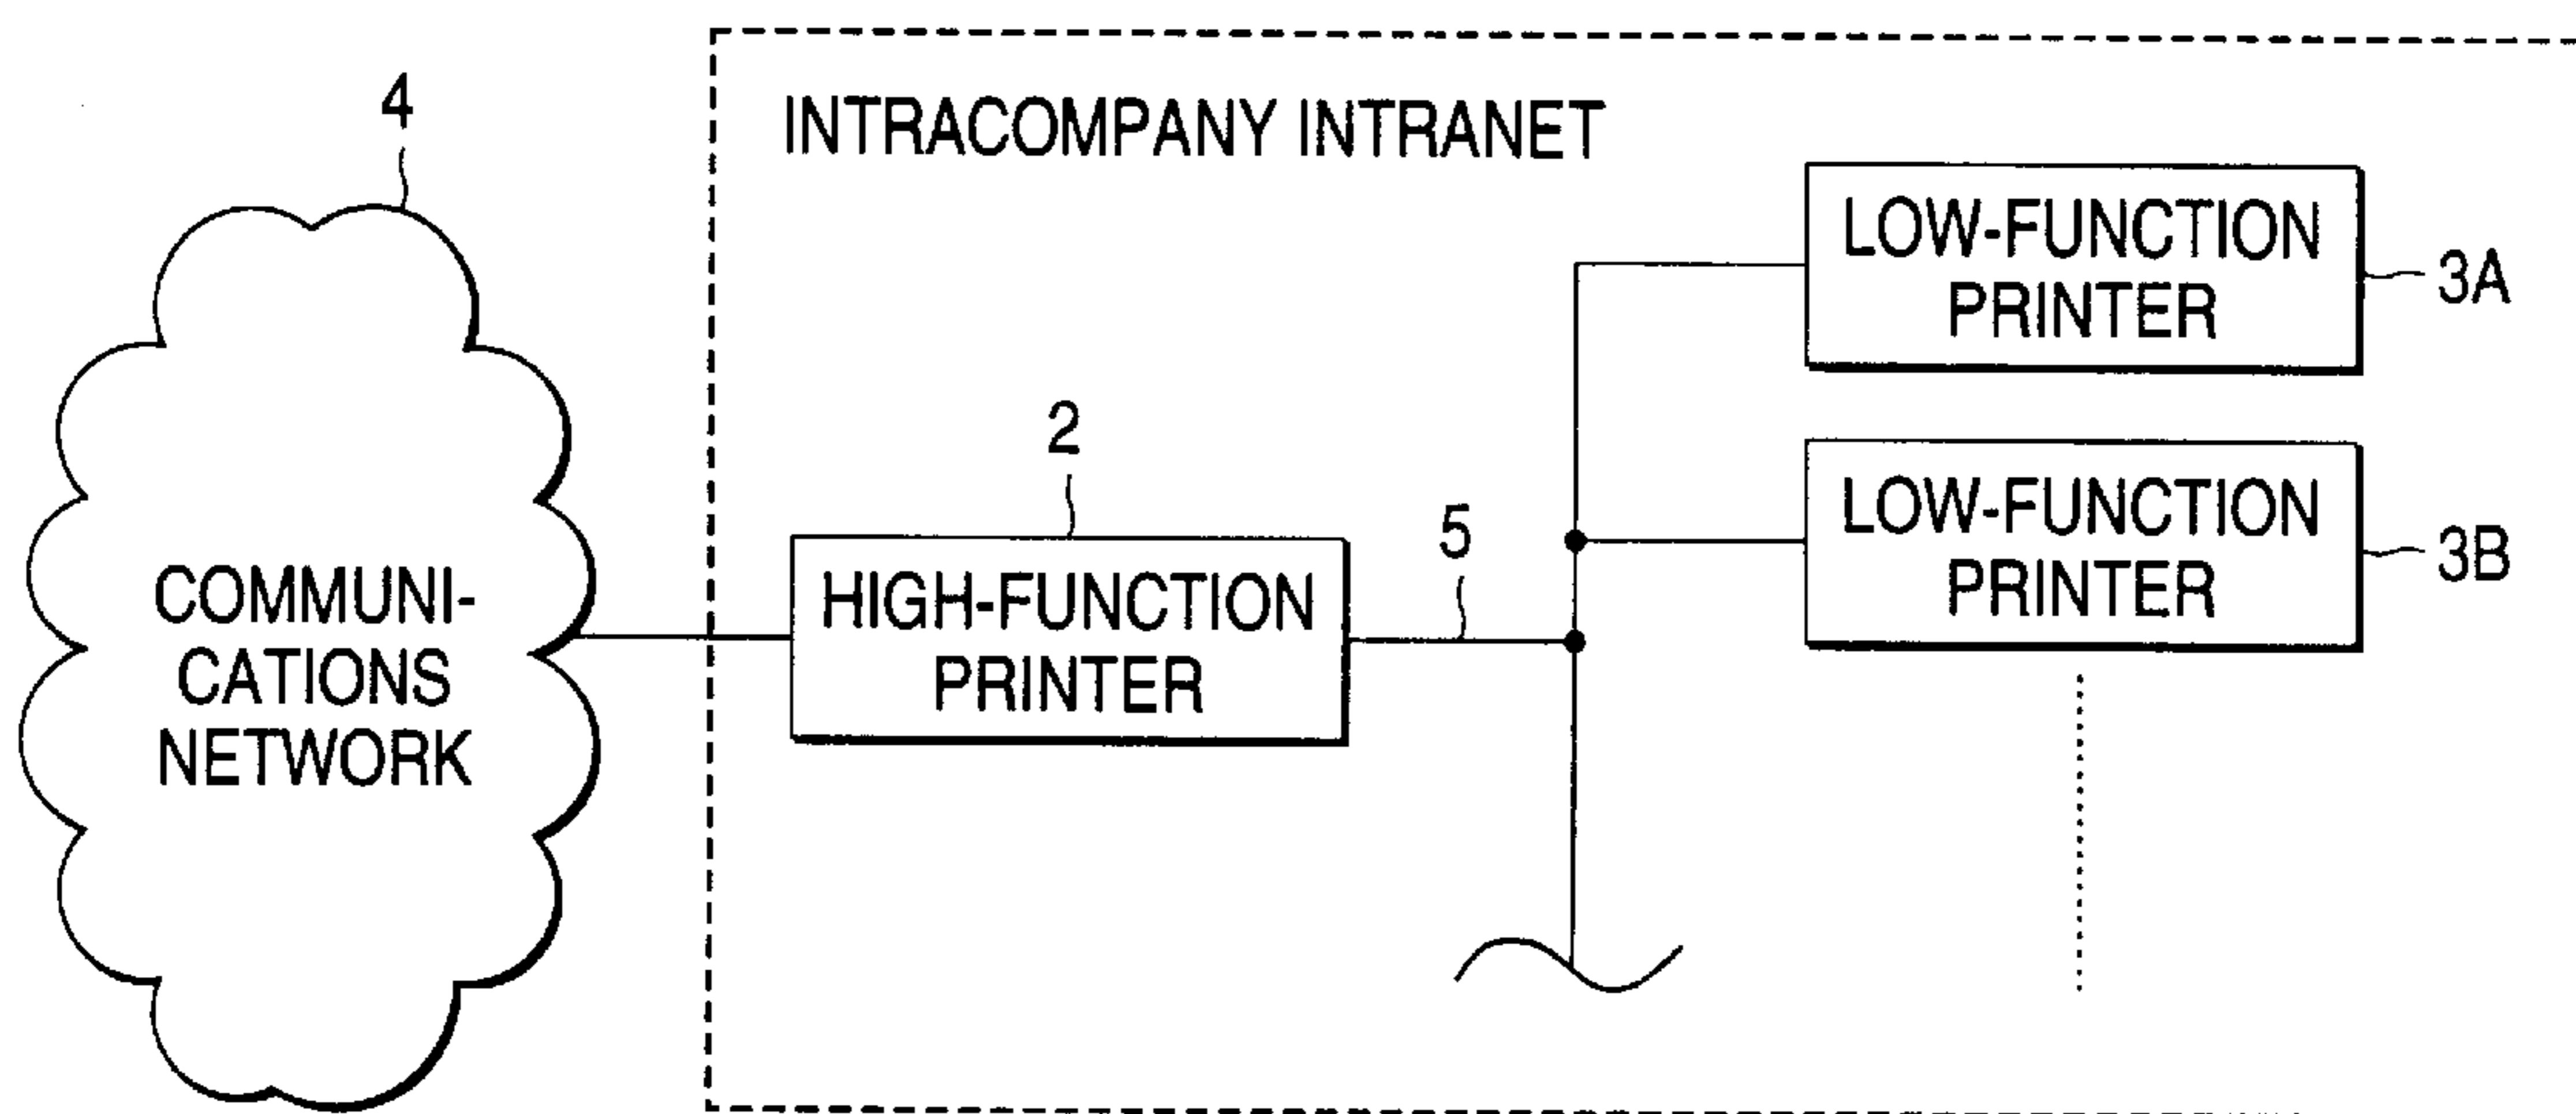 4
COMMUNI-
CATIONS
NETWORK
INTRACOMPANY INTRANET
2
HIGH-FUNCTION
PRINTER
5
LOW-FUNCTION
PRINTER
3A
LOW-FUNCTION
PRINTER
3B